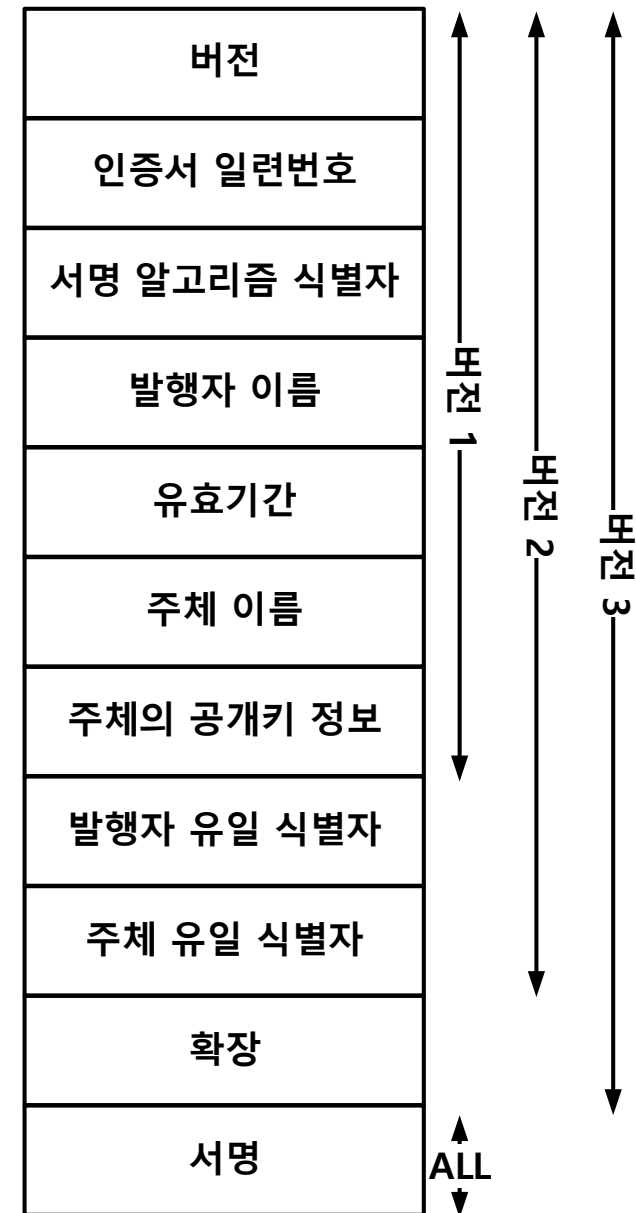 버전
인증서 일련번호
서명 알고리즘 식별자
발행자 이름
유효기간
주체 이름
주체의 공개키 정보
발행자 유일 식별자
주체 유일 식별자
확장
서명
버전 1
버전 2
버전 3
ALL